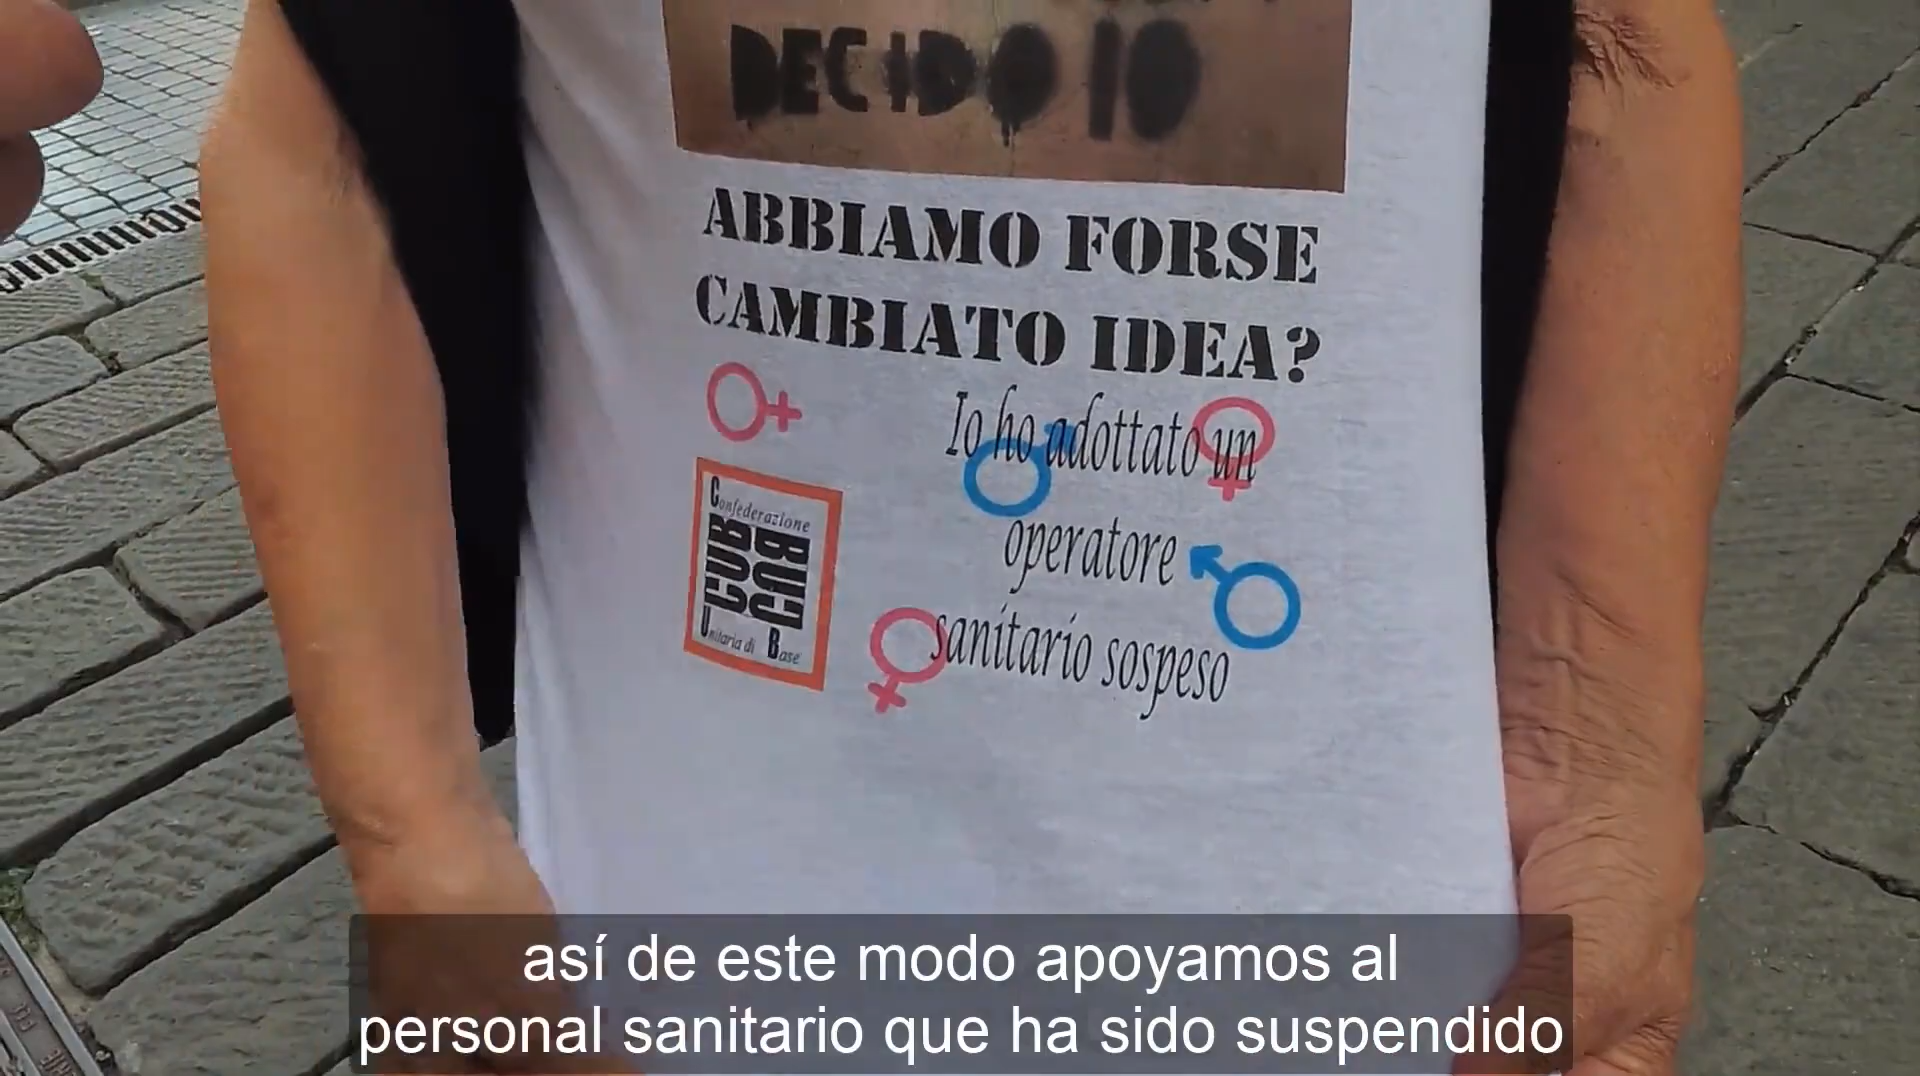 DECIDO IO
ABBIAMO FORSE
CAMBIATO IDEA?
Io ho adottato un
operatore
sanitario sospeso
Confederazione
CUB
CUB
Unitaria di Base
así de este modo apoyamos al
personal sanitario que ha sido suspendido